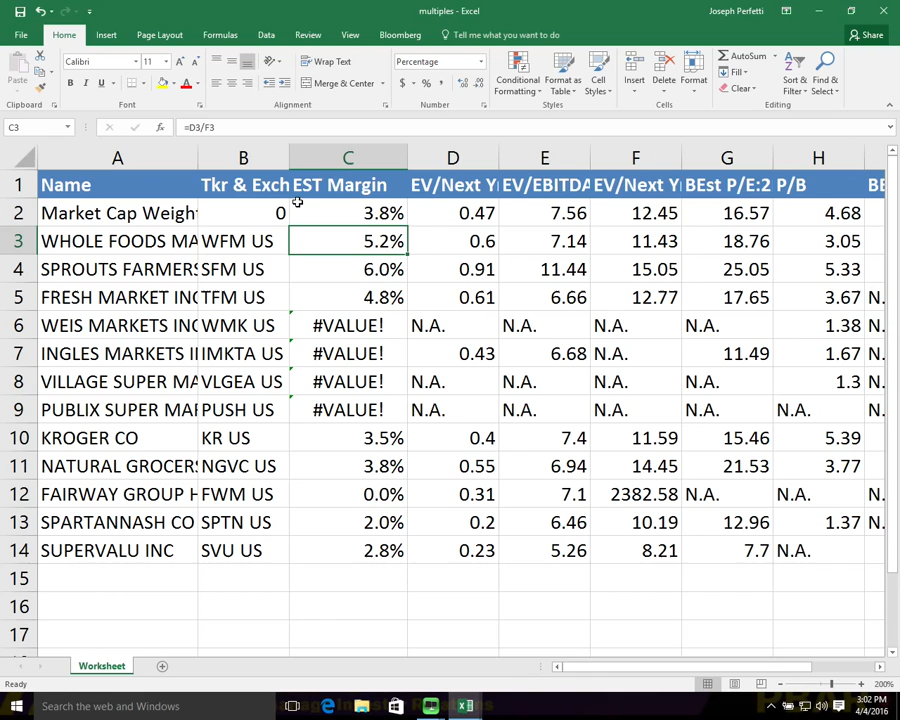 multiples - Excel
Joseph Perfetti
File Home Insert Page Layout Formulas Data Review View Bloomberg Tell me what you want to do Share
Cut
Paste
Clipboard
Calibri 11 A A
B I U A
Font
Wrap Text
Merge & Center
Alignment
Percentage
$ % ,
Number
Conditional Formatting
Format as Table
Cell Styles
Styles
Insert Delete Format
Cells
AutoSum
Fill
Clear
Sort & Filter
Find & Select
Editing
C3 fx =D3/F3
A B C D E F G H
1 Name Tkr & Exch EST Margin EV/Next Y EV/EBITDA EV/Next Y BEst P/E:2 P/B BE
2 Market Cap Weight 0 3.8% 0.47 7.56 12.45 16.57 4.68
3 WHOLE FOODS MA WFM US 5.2% 0.6 7.14 11.43 18.76 3.05
4 SPROUTS FARMERS SFM US 6.0% 0.91 11.44 15.05 25.05 5.33
5 FRESH MARKET INC TFM US 4.8% 0.61 6.66 12.77 17.65 3.67 N.
6 WEIS MARKETS INC WMK US #VALUE! N.A. N.A. N.A. N.A. 1.38
7 INGLES MARKETS I IMKTA US #VALUE! 0.43 6.68 N.A. 11.49 1.67 N.
8 VILLAGE SUPER MA VLGEA US #VALUE! N.A. N.A. N.A. N.A. 1.3 N.
9 PUBLIX SUPER MAR PUSH US #VALUE! N.A. N.A. N.A. N.A. N.A. N.
10 KROGER CO KR US 3.5% 0.4 7.4 11.59 15.46 5.39
11 NATURAL GROCERS NGVC US 3.8% 0.55 6.94 14.45 21.53 3.77
12 FAIRWAY GROUP H FWM US 0.0% 0.31 7.1 2382.58 N.A. N.A. N.
13 SPARTANNASH CO SPTN US 2.0% 0.2 6.46 10.19 12.96 1.37 N.
14 SUPERVALU INC SVU US 2.8% 0.23 5.26 8.21 7.7 N.A.
15
16
17
Worksheet
Ready 200%
Search the web and Windows
3:02 PM
4/4/2016